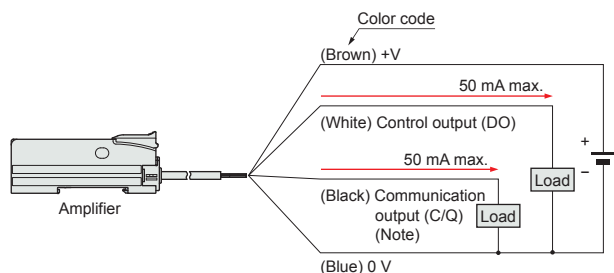 Color code
(Brown) +V
50 mA max.
(White) Control output (DO)
+
−
50 mA max.
Load
(Black) Communication
output (C/Q)
(Note)
Load
Amplifier
(Blue) 0 V